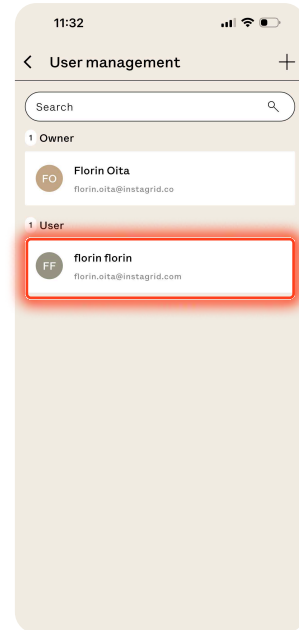 11:32
User management
Search
1 Owner
FO
Florin Oita
florin.oita@instagrid.co
1 User
FF
florin florin
florin.oita@instagrid.com